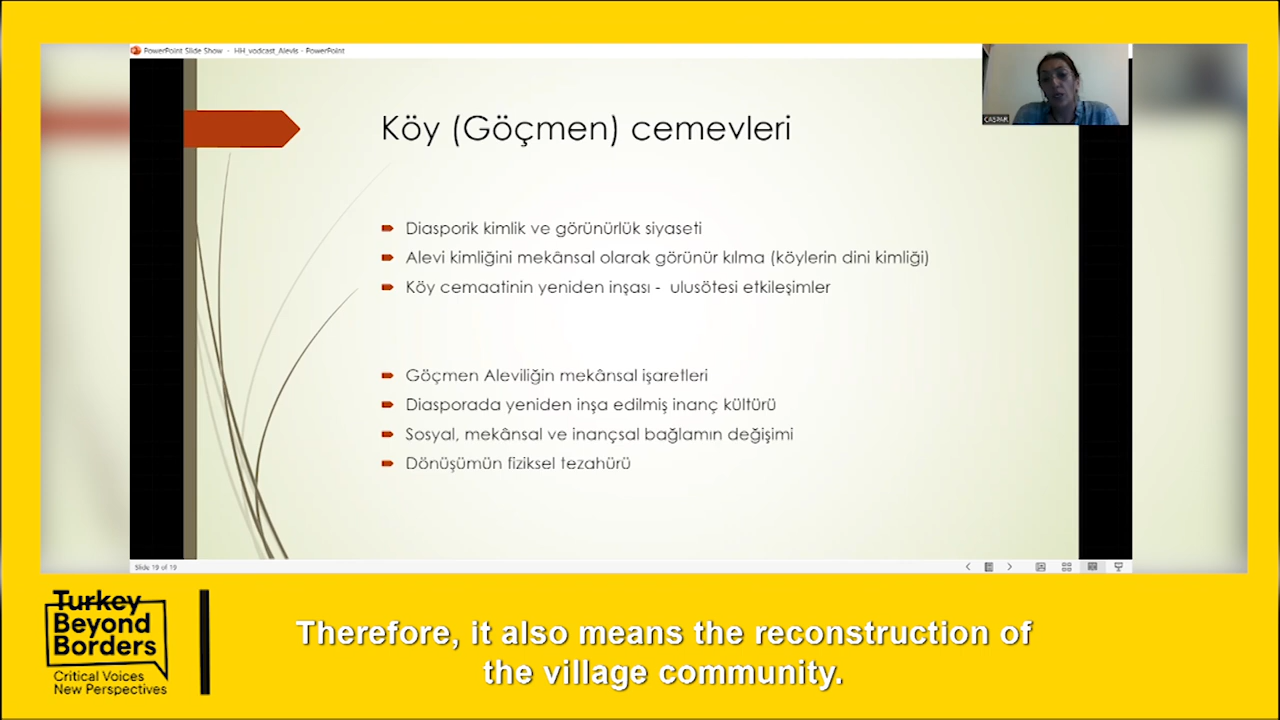 PowerPoint Slide Show - HH_vodcast_Alevis - PowerPoint
CASPAR
Köy (Göçmen) cemevleri
Diasporik kimlik ve görünürlük siyaseti
Alevi kimliğini mekânsal olarak görünür kılma (köylerin dini kimliği)
Köy cemaatinin yeniden inşası - ulusötesi etkileşimler
Göçmen Aleviliğin mekânsal işaretleri
Diasporada yeniden inşa edilmiş inanç kültürü
Sosyal, mekânsal ve inançsal bağlamın değişimi
Dönüşümün fiziksel tezahürü
Slide 19 of 19
Turkey
Beyond
Borders
Critical Voices
New Perspectives
Therefore, it also means the reconstruction of
the village community.